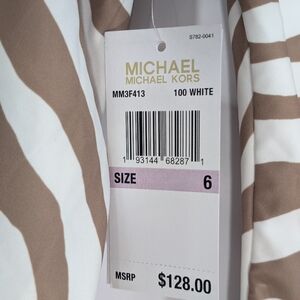 S782-0041
MICHAEL
MICHAEL KORS
MM3F413 100 WHITE
1 93144 68287 1
SIZE 6
MSRP $128.00